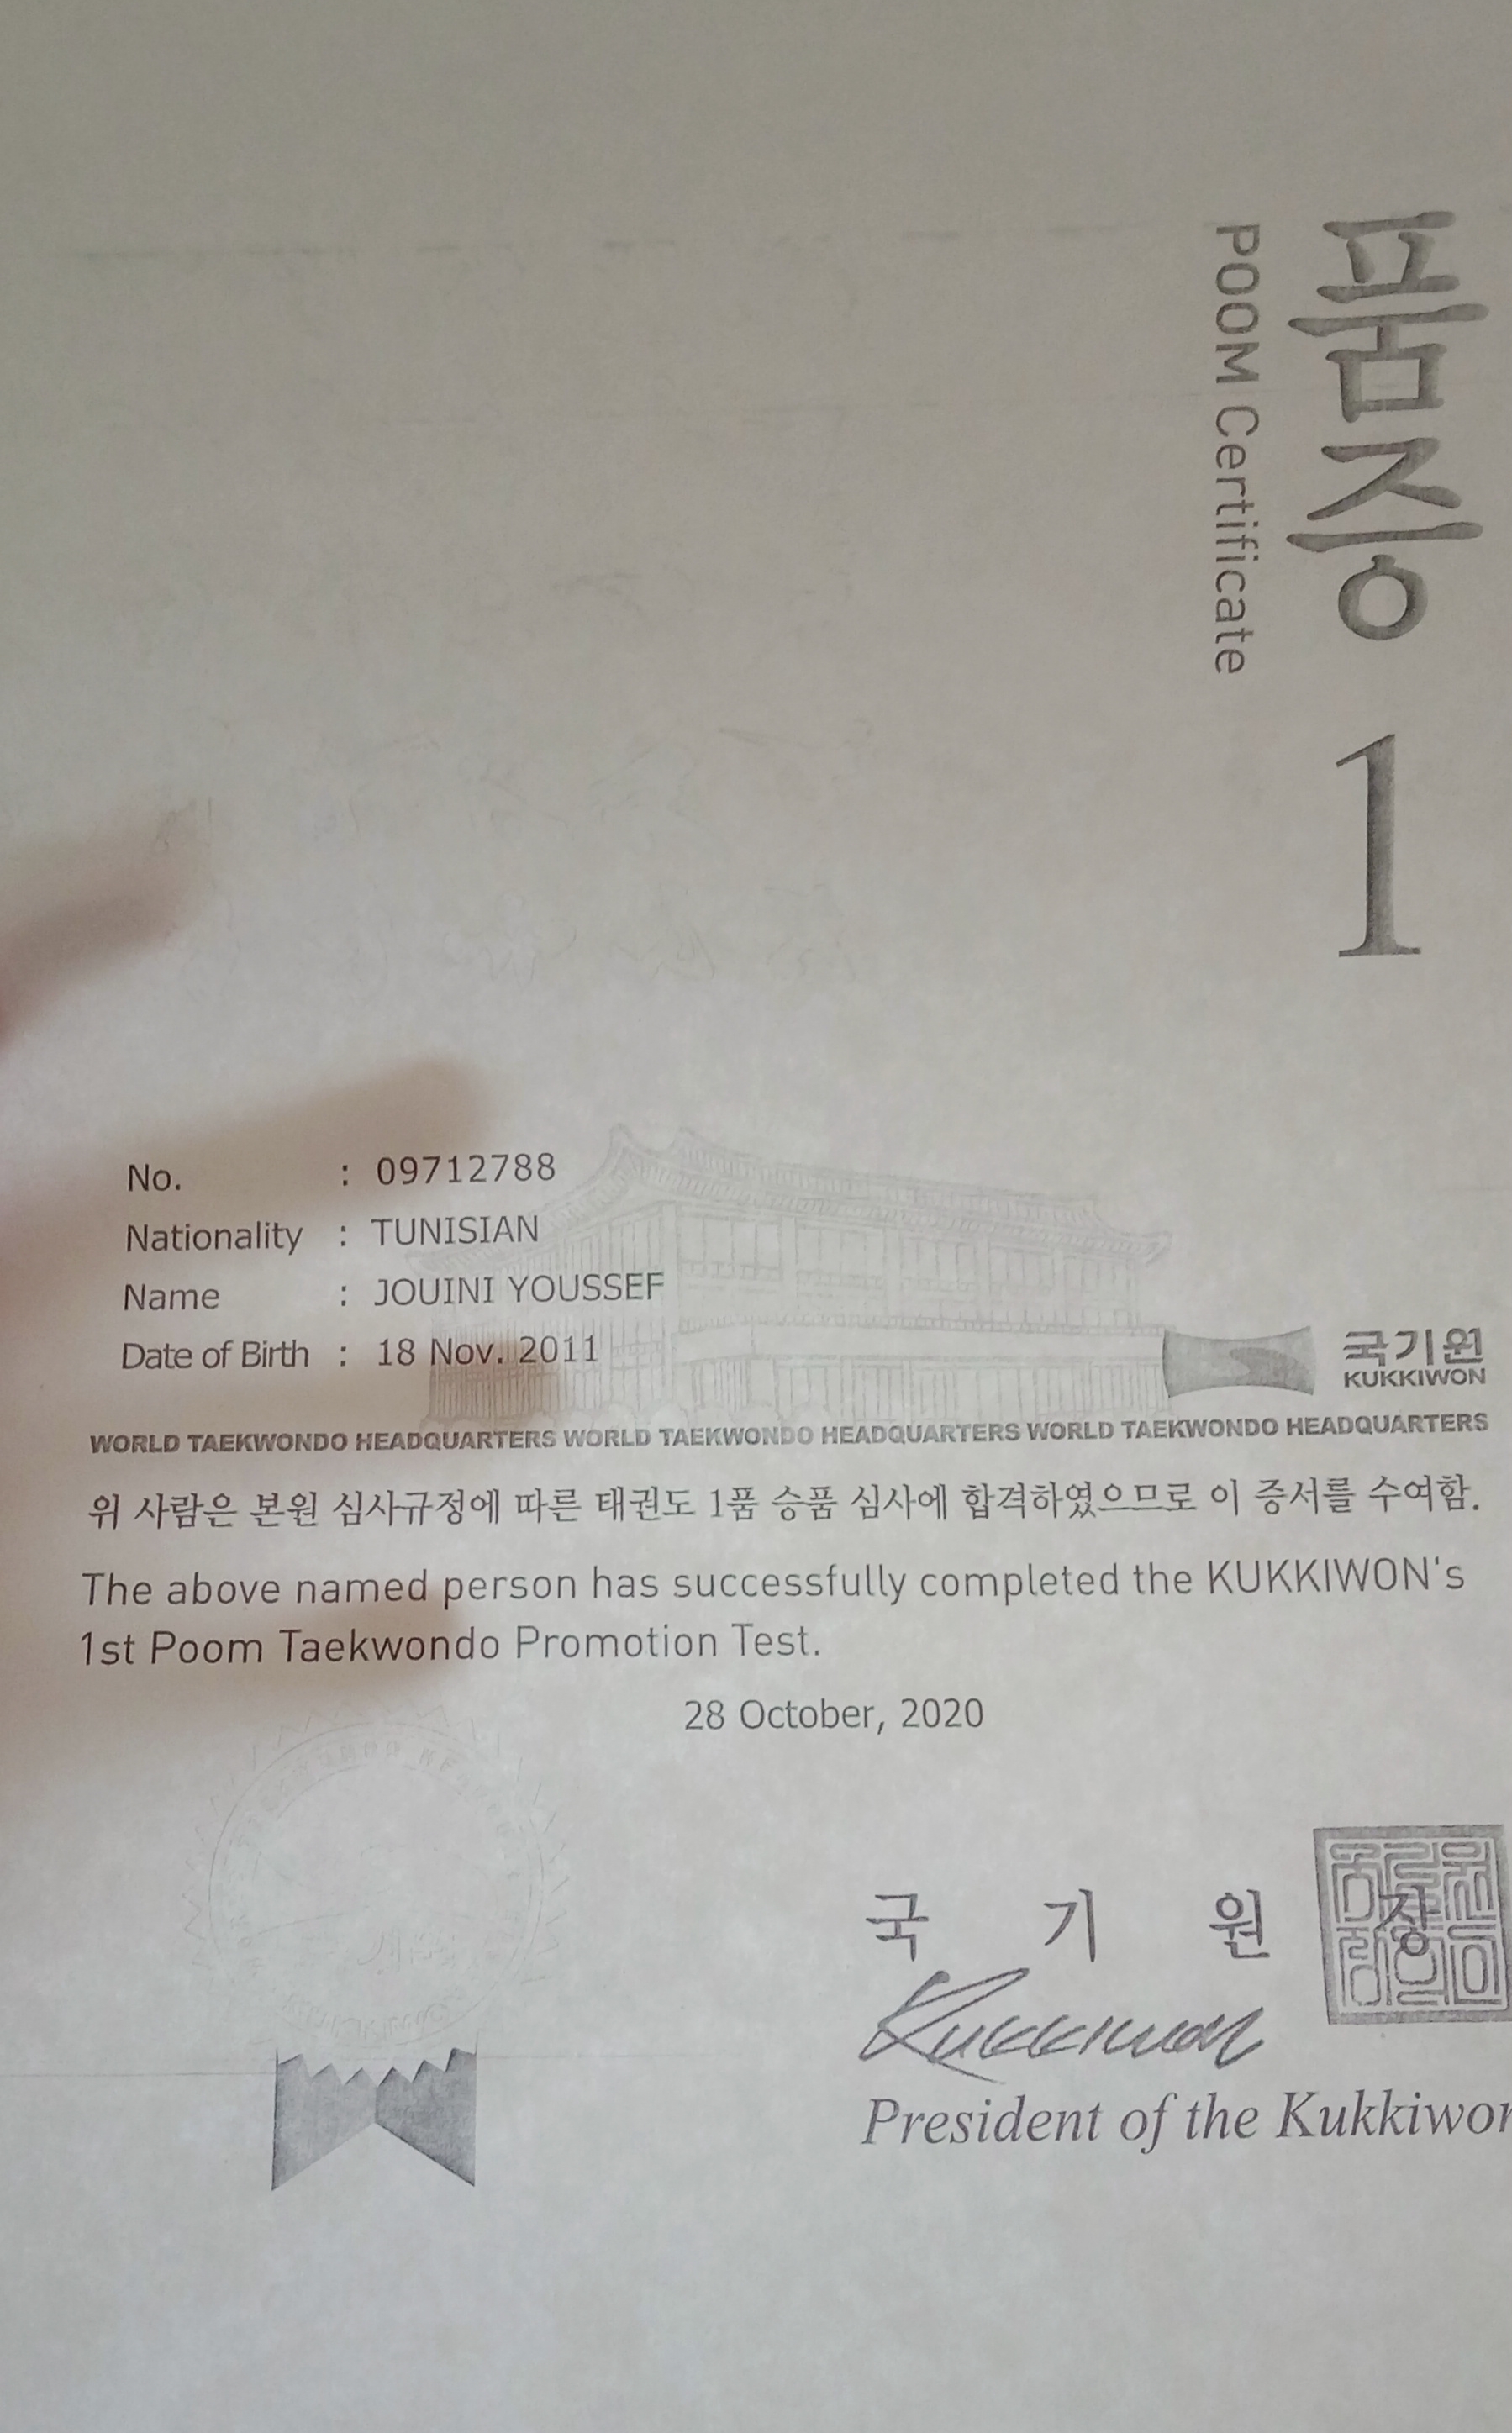 품증 1
POOM Certificate
No. : 09712788
Nationality : TUNISIAN
Name : JOUINI YOUSSEF
Date of Birth : 18 Nov. 2011
국기원
KUKKIWON
WORLD TAEKWONDO HEADQUARTERS WORLD TAEKWONDO HEADQUARTERS WORLD TAEKWONDO HEADQUARTERS
위 사람은 본원 심사규정에 따른 태권도 1품 승품 심사에 합격하였으므로 이 증서를 수여함.
The above named person has successfully completed the KUKKIWON's
1st Poom Taekwondo Promotion Test.
28 October, 2020
국 기 원 장
Kukkiwon
President of the Kukkiwon